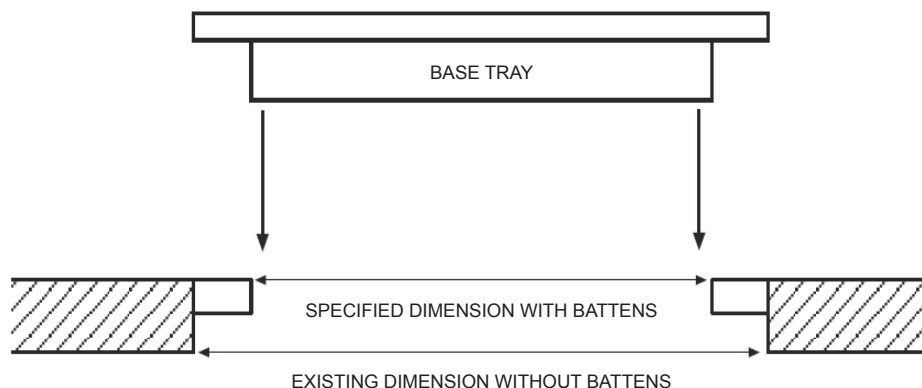 BASE TRAY
SPECIFIED DIMENSION WITH BATTENS
EXISTING DIMENSION WITHOUT BATTENS